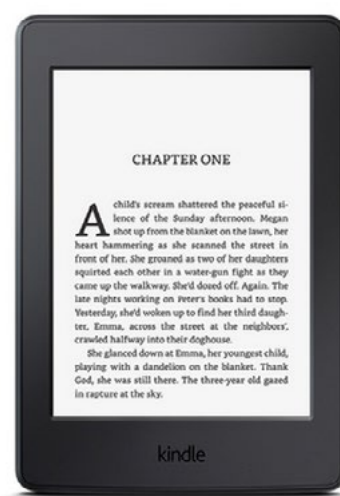 CHAPTER ONE
A child's scream shattered the peaceful si-
lence of the Sunday afternoon. Megan
shot up from the blanket on the lawn, her
heart hammering as she scanned the street in
front of her. She groaned as two of her daughters
squirted each other in a water-gun fight as they
came up the walkway. She'd dozed off. Again. The
late nights working on Peter's books had to stop.
Yesterday, she'd woken up to find her third daugh-
ter, Emma, across the street at the neighbors',
crawled halfway into their doghouse.
She glanced down at Emma, her youngest child,
playing with a dandelion on the blanket. Thank
God, she was still there. The three-year old gazed
in rapture at the sky.
kindle